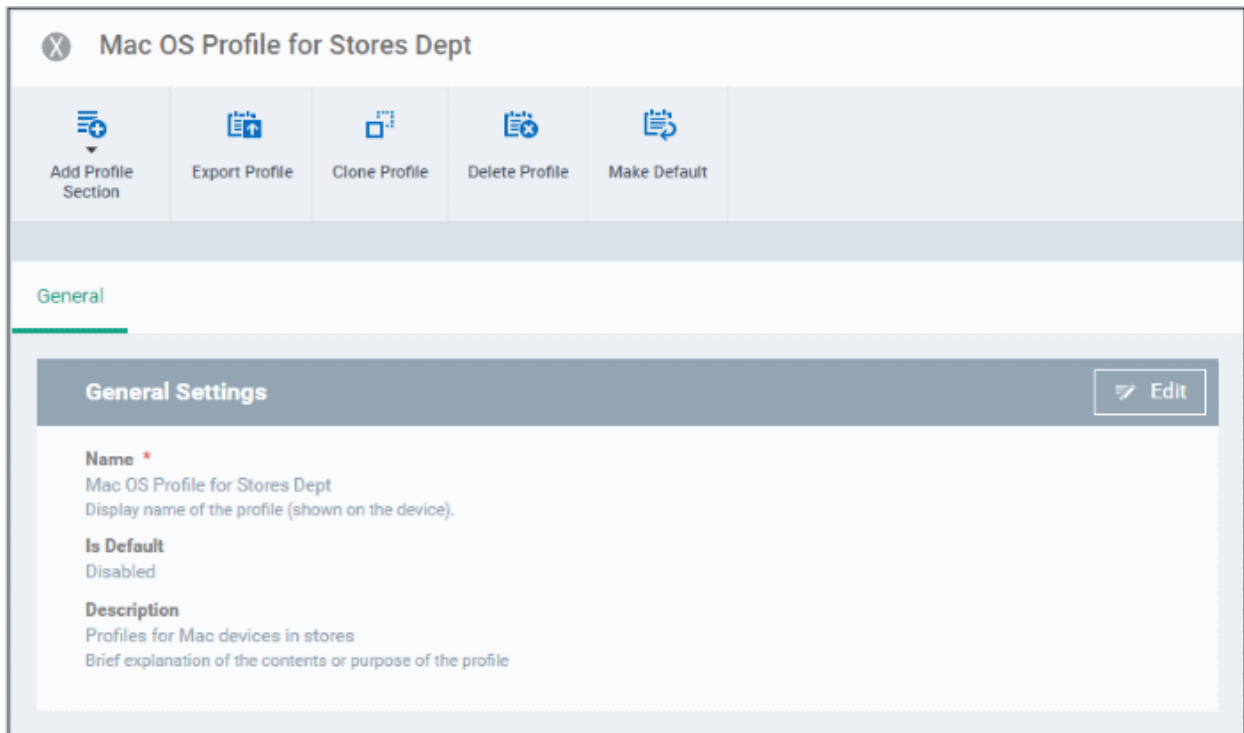 X Mac OS Profile for Stores Dept
Add Profile
Section
Export Profile
Clone Profile
Delete Profile
Make Default
General
General Settings
Edit
Name *
Mac OS Profile for Stores Dept
Display name of the profile (shown on the device).
Is Default
Disabled
Description
Profiles for Mac devices in stores
Brief explanation of the contents or purpose of the profile